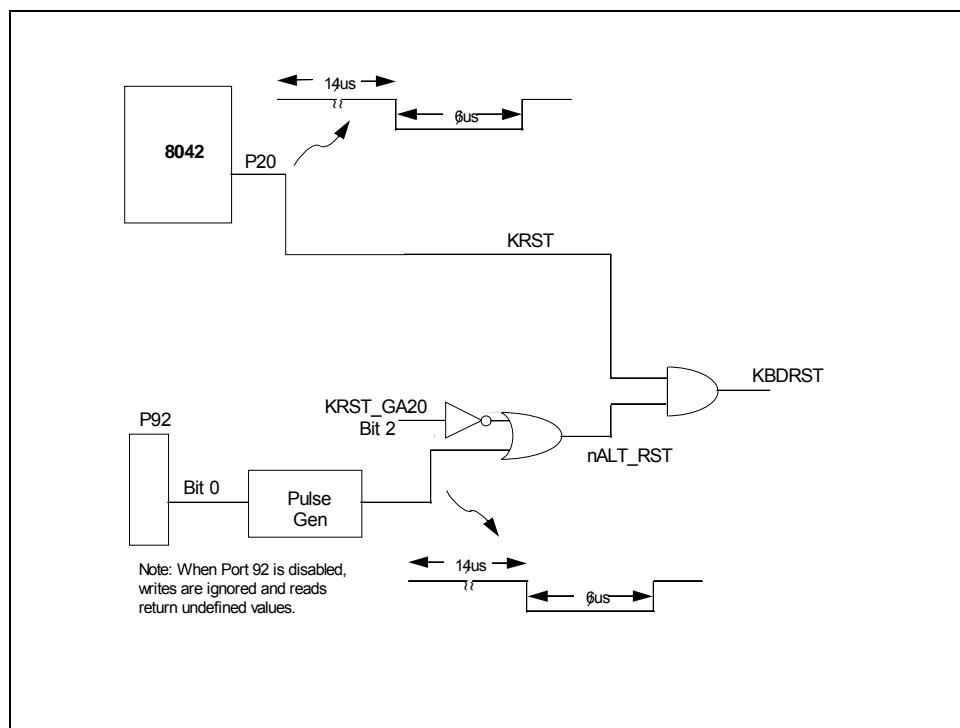 14us
6us
8042
P20
KRST
KBDRST
KRST_GA20
Bit 2
nALT_RST
P92
Bit 0
Pulse
Gen
14us
6us
Note: When Port 92 is disabled,
writes are ignored and reads
return undefined values.